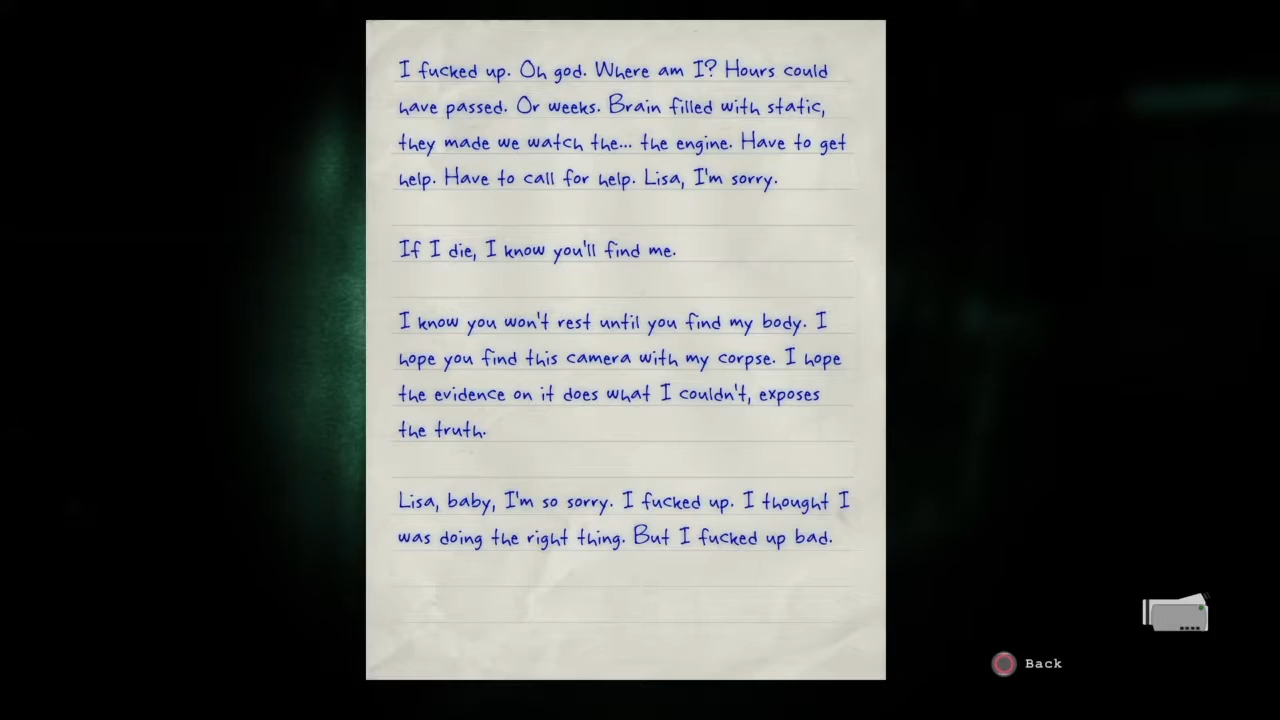 I fucked up. Oh god. Where am I? Hours could
have passed. Or weeks. Brain filled with static,
they made we watch the... the engine. Have to get
help. Have to call for help. Lisa, I'm sorry.
If I die, I know you'll find me.
I know you won't rest until you find my body. I
hope you find this camera with my corpse. I hope
the evidence on it does what I couldn't, exposes
the truth.
Lisa, baby, I'm so sorry. I fucked up. I thought I
was doing the right thing. But I fucked up bad.
Back